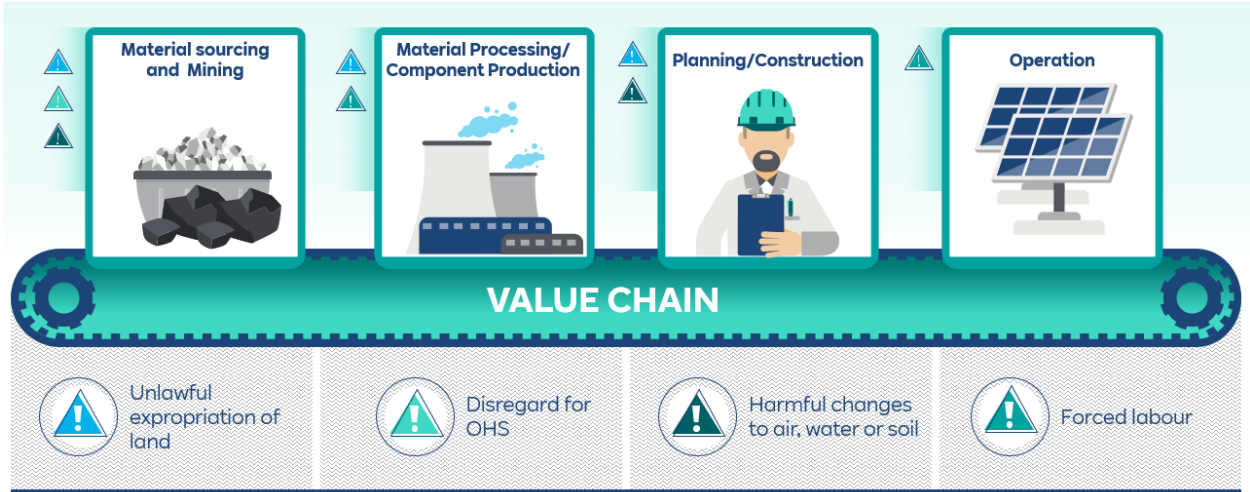 Material sourcing
and Mining
Material Processing/
Component Production
Planning/Construction
Operation
VALUE CHAIN
Unlawful
expropriation of
land
Disregard for
OHS
Harmful changes
to air, water or soil
Forced labour